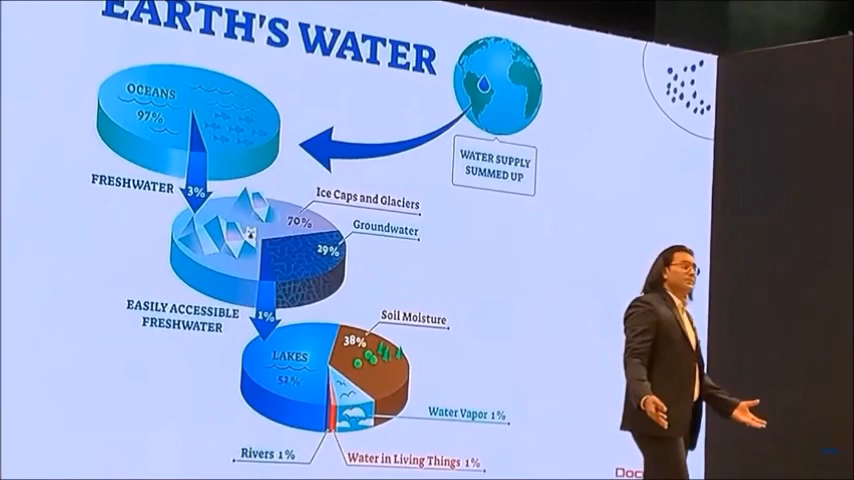 EARTH'S WATER
OCEANS
97%
WATER SUPPLY
SUMMED UP
FRESHWATER
3%
Ice Caps and Glaciers
70%
Groundwater
29%
EASILY ACCESSIBLE
FRESHWATER
1%
Soil Moisture
38%
LAKES
52%
Water Vapor 1%
Rivers 1%
Water in Living Things 1%
Doc